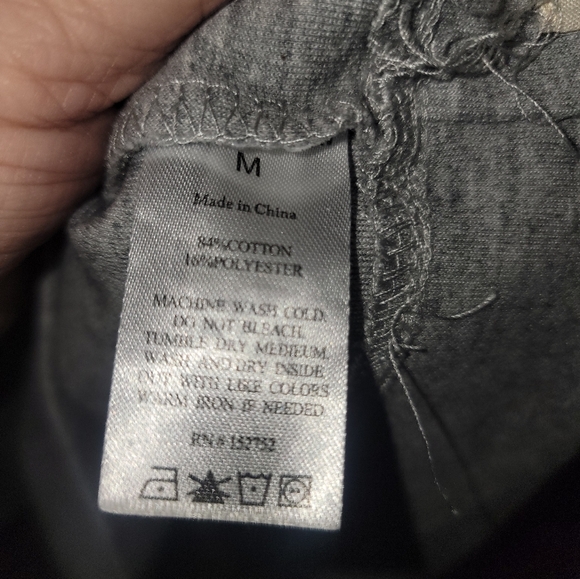 M
Made in China
84%COTTON
16%POLYESTER
MACHINE WASH COLD.
DO NOT BLEACH.
TUMBLE DRY MEDIEUM.
WASH AND DRY INSIDE
OUT WITH LIKE COLORS
WARM IRON IF NEEDED
RN # 152752